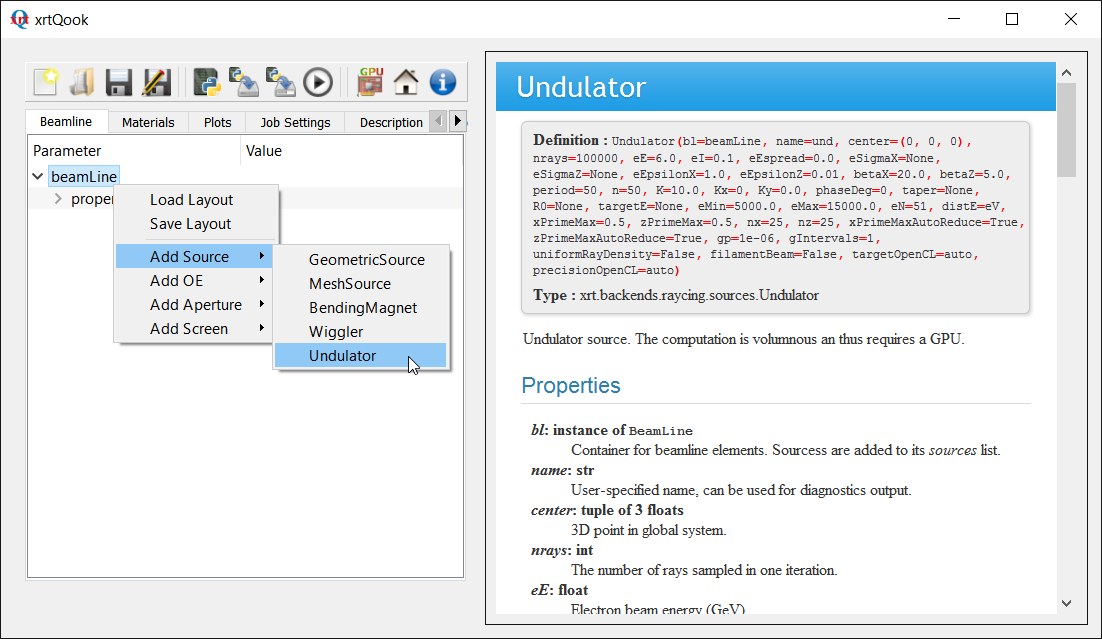 xrt xrtQook
GPU
Beamline Materials Plots Job Settings Description
Parameter Value
beamLine
proper
Load Layout
Save Layout
Add Source
Add OE
Add Aperture
Add Screen
GeometricSource
MeshSource
BendingMagnet
Wiggler
Undulator
Undulator
Definition : Undulator(bl=beamLine, name=und, center=(0, 0, 0),
nrays=100000, eE=6.0, eI=0.1, eEspread=0.0, eSigmaX=None,
eSigmaZ=None, eEpsilonX=1.0, eEpsilonZ=0.01, betaX=20.0, betaZ=5.0,
period=50, n=50, K=10.0, Kx=0, Ky=0.0, phaseDeg=0, taper=None,
R0=None, targetE=None, eMin=5000.0, eMax=15000.0, eN=51, distE=eV,
xPrimeMax=0.5, zPrimeMax=0.5, nx=25, nz=25, xPrimeMaxAutoReduce=True,
zPrimeMaxAutoReduce=True, gp=1e-06, gIntervals=1,
uniformRayDensity=False, filamentBeam=False, targetOpenCL=auto,
precisionOpenCL=auto)
Type : xrt.backends.raycing.sources.Undulator
Undulator source. The computation is volumnous an thus requires a GPU.
Properties
bl: instance of BeamLine
Container for beamline elements. Sourcess are added to its sources list.
name: str
User-specified name, can be used for diagnostics output.
center: tuple of 3 floats
3D point in global system.
nrays: int
The number of rays sampled in one iteration.
eE: float
Electron beam energy (GeV)